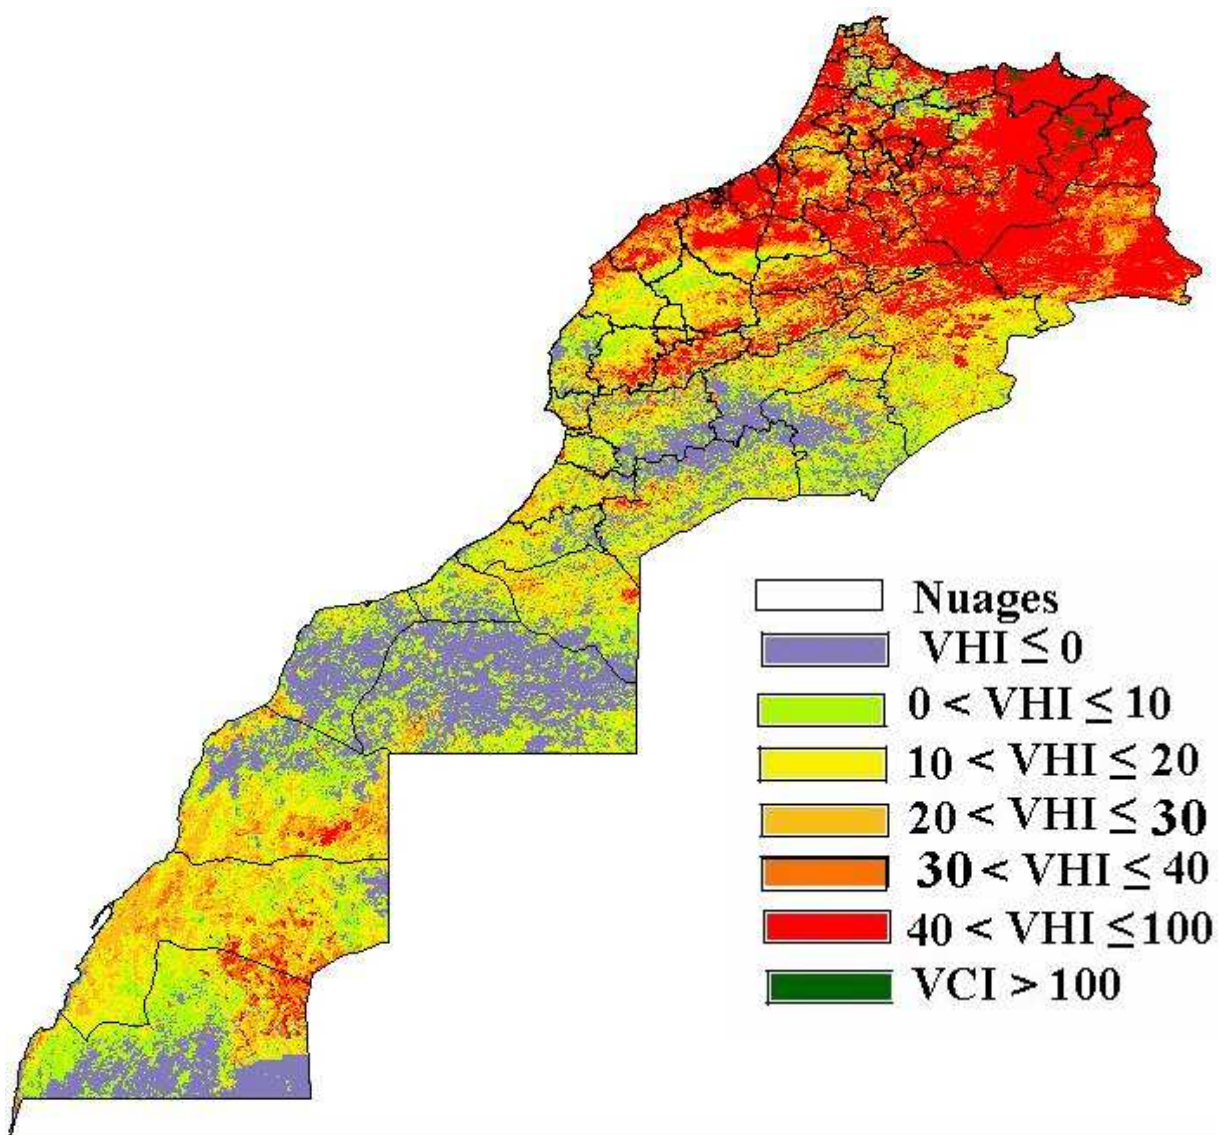 Nuages
VHI ≤ 0
0 < VHI ≤ 10
10 < VHI ≤ 20
20 < VHI ≤ 30
30 < VHI ≤ 40
40 < VHI ≤ 100
VCI > 100